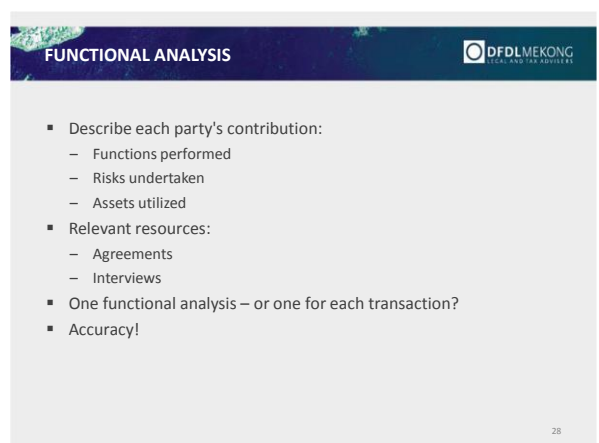 FUNCTIONAL ANALYSIS
DFDLMEKONG
LEGAL AND TAX ADVISERS
▪ Describe each party's contribution:
– Functions performed
– Risks undertaken
– Assets utilized
▪ Relevant resources:
– Agreements
– Interviews
▪ One functional analysis – or one for each transaction?
▪ Accuracy!
28